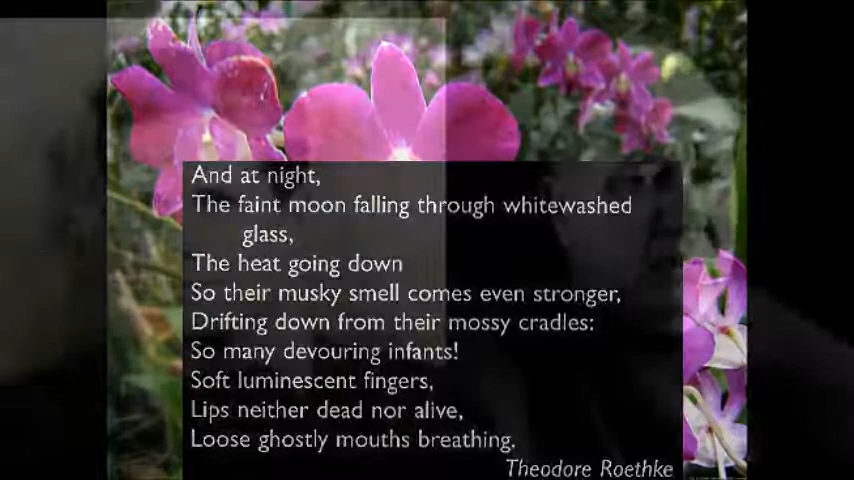 And at night,
The faint moon falling through whitewashed
glass,
The heat going down
So their musky smell comes even stronger,
Drifting down from their mossy cradles:
So many devouring infants!
Soft luminescent fingers,
Lips neither dead nor alive,
Loose ghostly mouths breathing.
Theodore Roethke